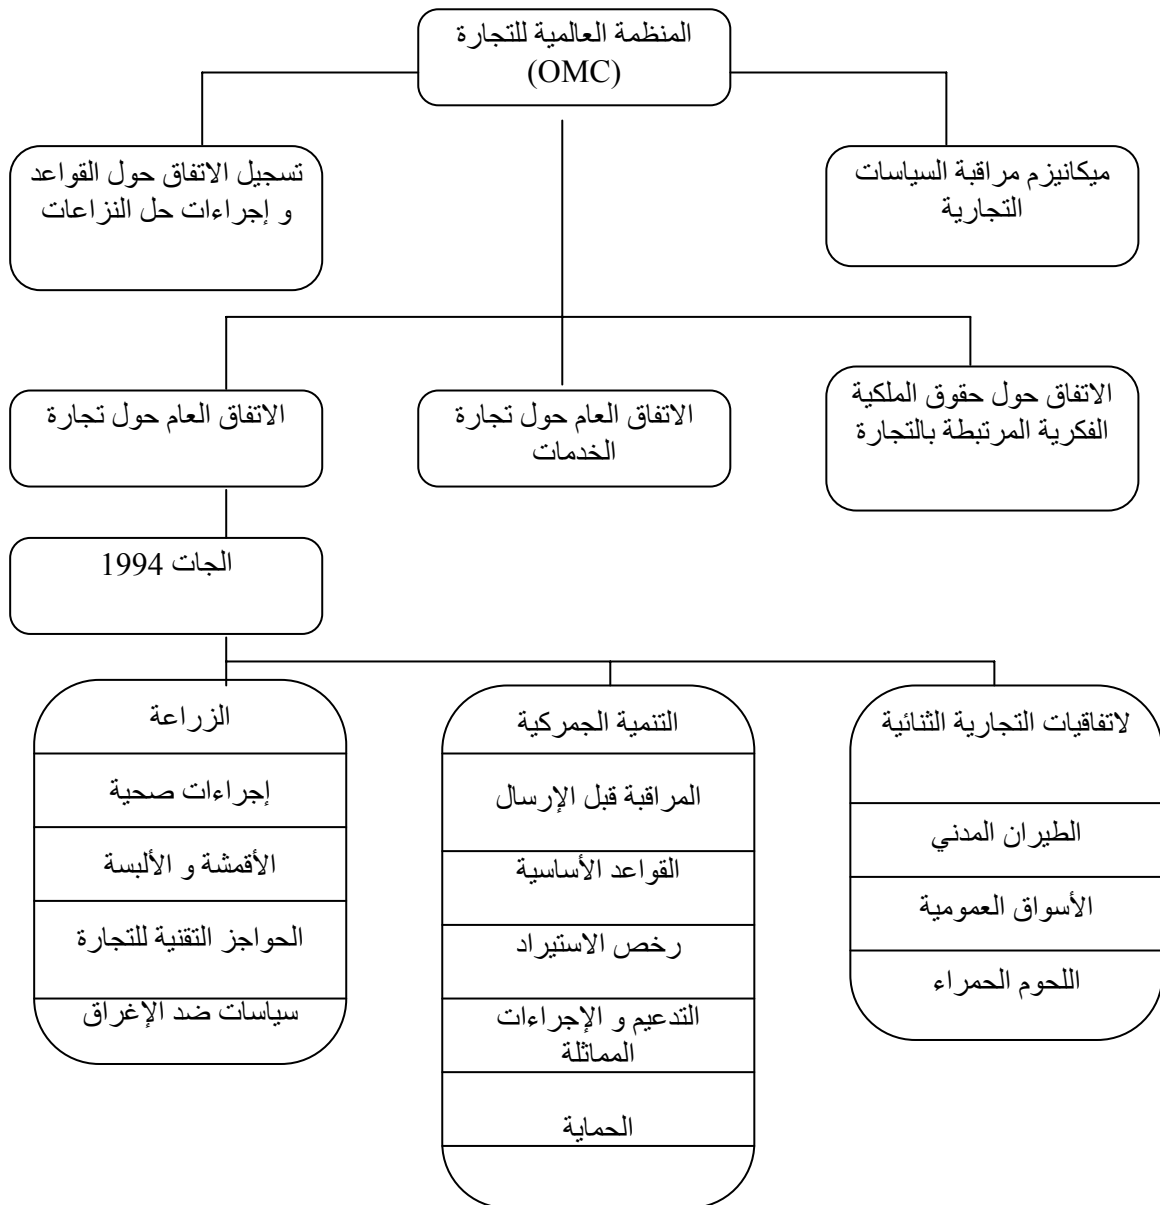 المنظمة العالمية للتجارة
(OMC)
ميكانيزم مراقبة السياسات
التجارية
تسجيل الاتفاق حول القواعد
و إجراءات حل النزاعات
الاتفاق حول حقوق الملكية
الفكرية المرتبطة بالتجارة
الاتفاق العام حول تجارة
الخدمات
الاتفاق العام حول تجارة
الجات 1994
لاتفاقيات التجارية الثنائية
الطيران المدني
الأسواق العمومية
اللحوم الحمراء
التنمية الجمركية
المراقبة قبل الإرسال
القواعد الأساسية
رخص الاستيراد
التدعيم و الإجراءات
المماثلة
الحماية
الزراعة
إجراءات صحية
الأقمشة و الألبسة
الحواجز التقنية للتجارة
سياسات ضد الإغراق